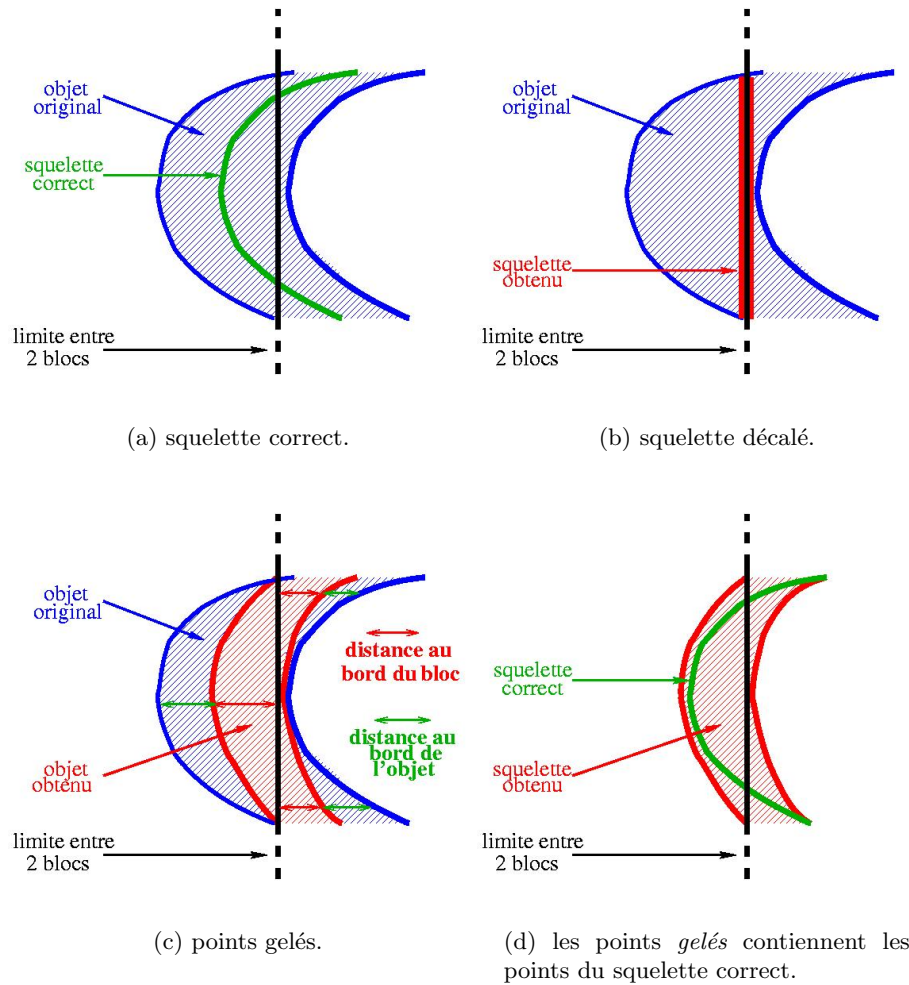 objet
original
squelette
correct
limite entre
2 blocs
(a) squelette correct.
objet
original
squelette
obtenu
limite entre
2 blocs
(b) squelette décalé.
objet
original
distance au
bord du bloc
distance au
bord de
l'objet
objet
obtenu
limite entre
2 blocs
(c) points gelés.
squelette
correct
squelette
obtenu
limite entre
2 blocs
(d) les points gelés contiennent les
points du squelette correct.